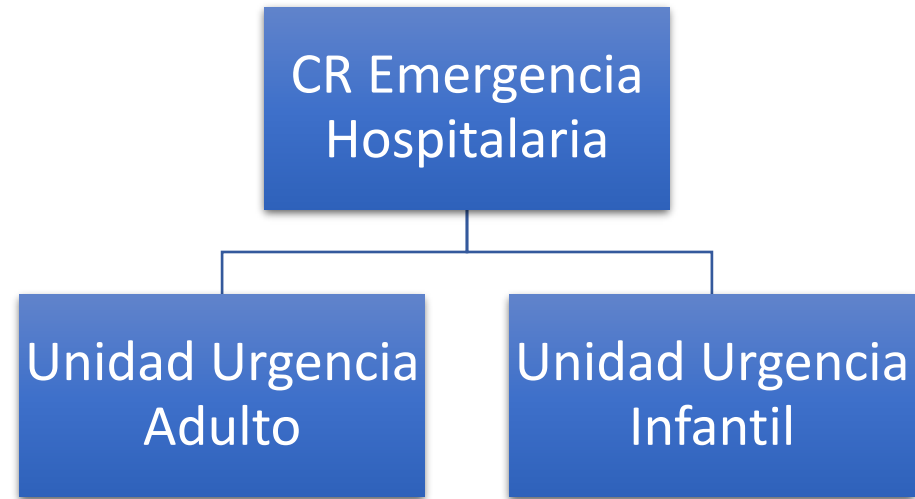 CR Emergencia
Hospitalaria
Unidad Urgencia
Adulto
Unidad Urgencia
Infantil